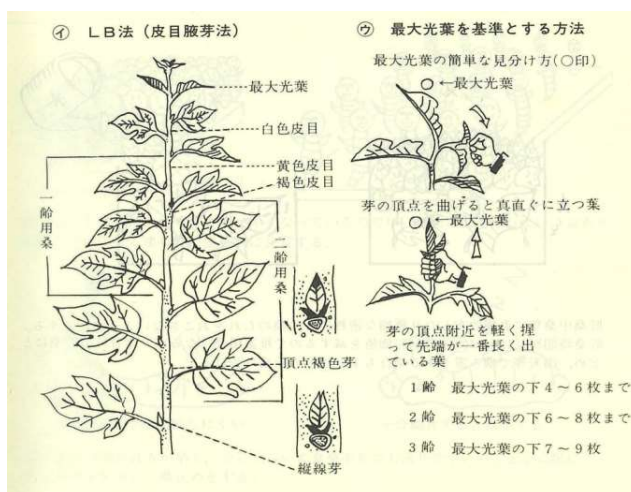 ㋑ LB法（皮目腋芽法）
最大光葉
白色皮目
黄色皮目
褐色皮目
一齢用桑
二齢用桑
頂点褐色芽
縦線芽
㋒ 最大光葉を基準とする方法
最大光葉の簡単な見分け方（○印）
○←最大光葉
芽の頂点を曲げると真直ぐに立つ葉
○←最大光葉
芽の頂点附近を軽く握
って先端が一番長く出
ている葉
1齢 最大光葉の下4～6枚まで
2齢 最大光葉の下6～8枚まで
3齢 最大光葉の下7～9枚